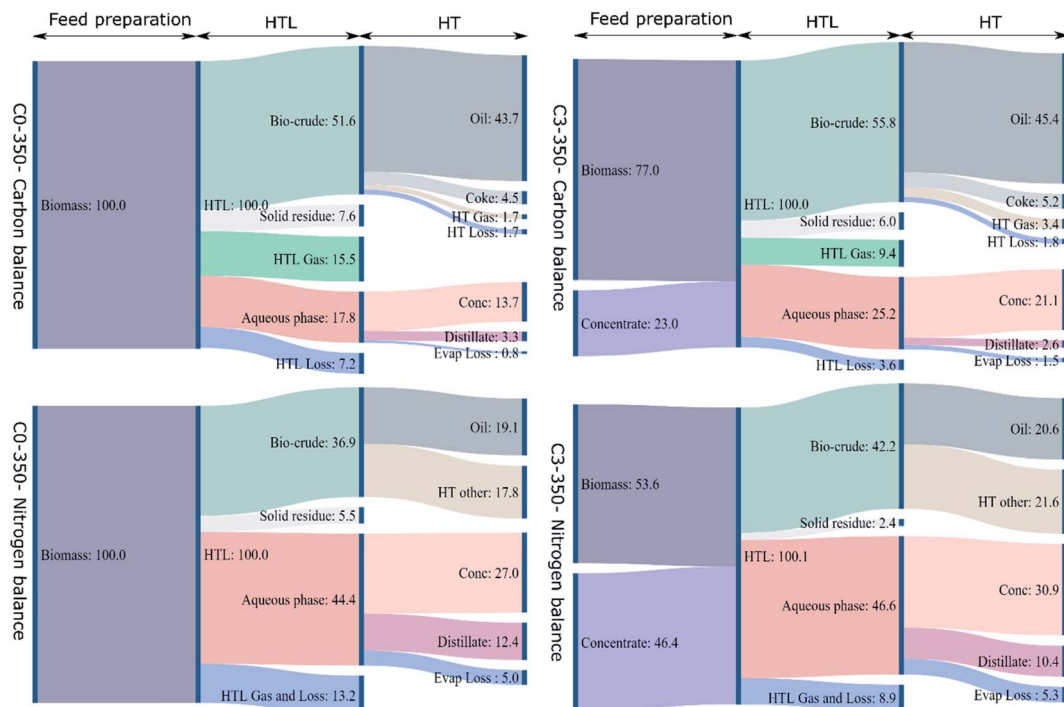 Feed preparation
HTL
HT
C0-350- Carbon balance
Biomass: 100.0
HTL: 100.0
Bio-crude: 51.6
Solid residue: 7.6
HTL Gas: 15.5
Aqueous phase: 17.8
HTL Loss: 7.2
Oil: 43.7
Coke: 4.5
HT Gas: 1.7
HT Loss: 1.7
Conc: 13.7
Distillate: 3.3
Evap Loss : 0.8
Feed preparation
HTL
HT
C3-350- Carbon balance
Biomass: 77.0
Concentrate: 23.0
HTL: 100.0
Bio-crude: 55.8
Solid residue: 6.0
HTL Gas: 9.4
Aqueous phase: 25.2
HTL Loss: 3.6
Oil: 45.4
Coke: 5.2
HT Gas: 3.4
HT Loss: 1.8
Conc: 21.1
Distillate: 2.6
Evap Loss : 1.5
C0-350- Nitrogen balance
Biomass: 100.0
HTL: 100.0
Bio-crude: 36.9
Solid residue: 5.5
Aqueous phase: 44.4
HTL Gas and Loss: 13.2
Oil: 19.1
HT other: 17.8
Conc: 27.0
Distillate: 12.4
Evap Loss : 5.0
C3-350- Nitrogen balance
Biomass: 53.6
Concentrate: 46.4
HTL: 100.1
Bio-crude: 42.2
Solid residue: 2.4
Aqueous phase: 46.6
HTL Gas and Loss: 8.9
Oil: 20.6
HT other: 21.6
Conc: 30.9
Distillate: 10.4
Evap Loss : 5.3